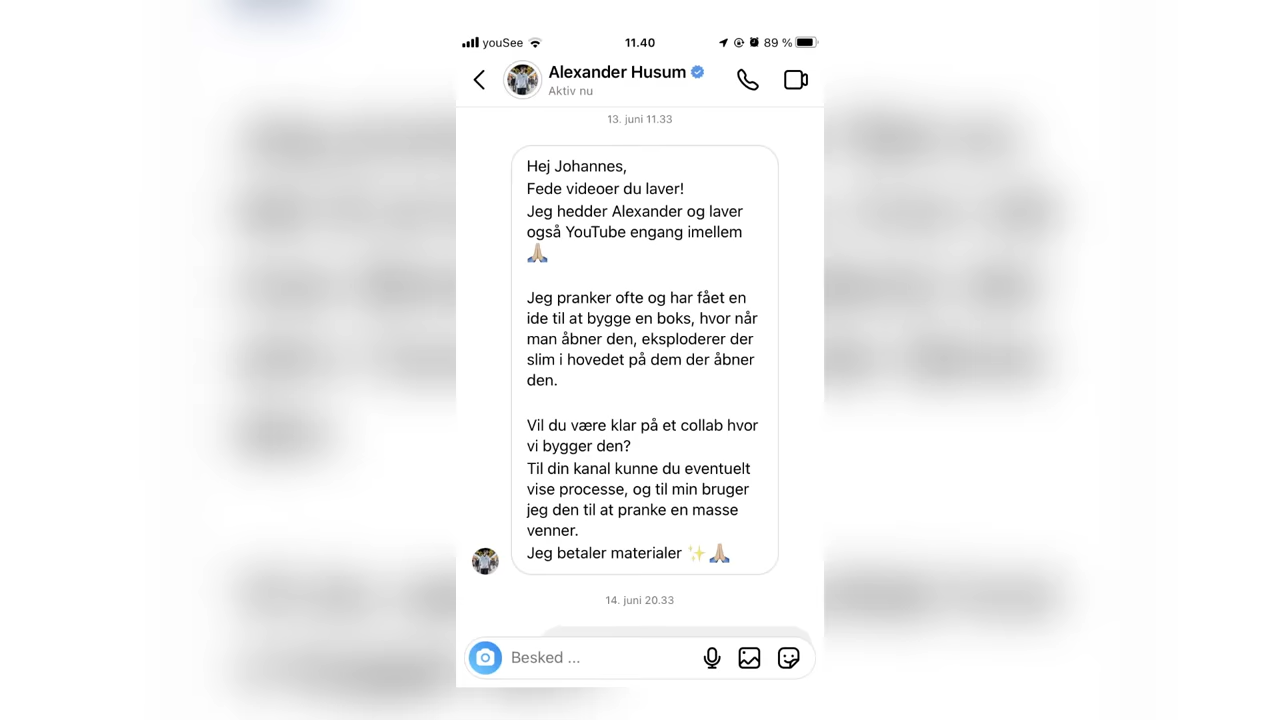 youSee 11.40 89 %
Alexander Husum
Aktiv nu
13. juni 11.33
Hej Johannes,
Fede videoer du laver!
Jeg hedder Alexander og laver
også YouTube engang imellem
🙏🏼
Jeg pranker ofte og har fået en
ide til at bygge en boks, hvor når
man åbner den, eksploderer der
slim i hovedet på dem der åbner
den.
Vil du være klar på et collab hvor
vi bygger den?
Til din kanal kunne du eventuelt
vise processe, og til min bruger
jeg den til at pranke en masse
venner.
Jeg betaler materialer ✨🙏🏼
14. juni 20.33
Besked ...